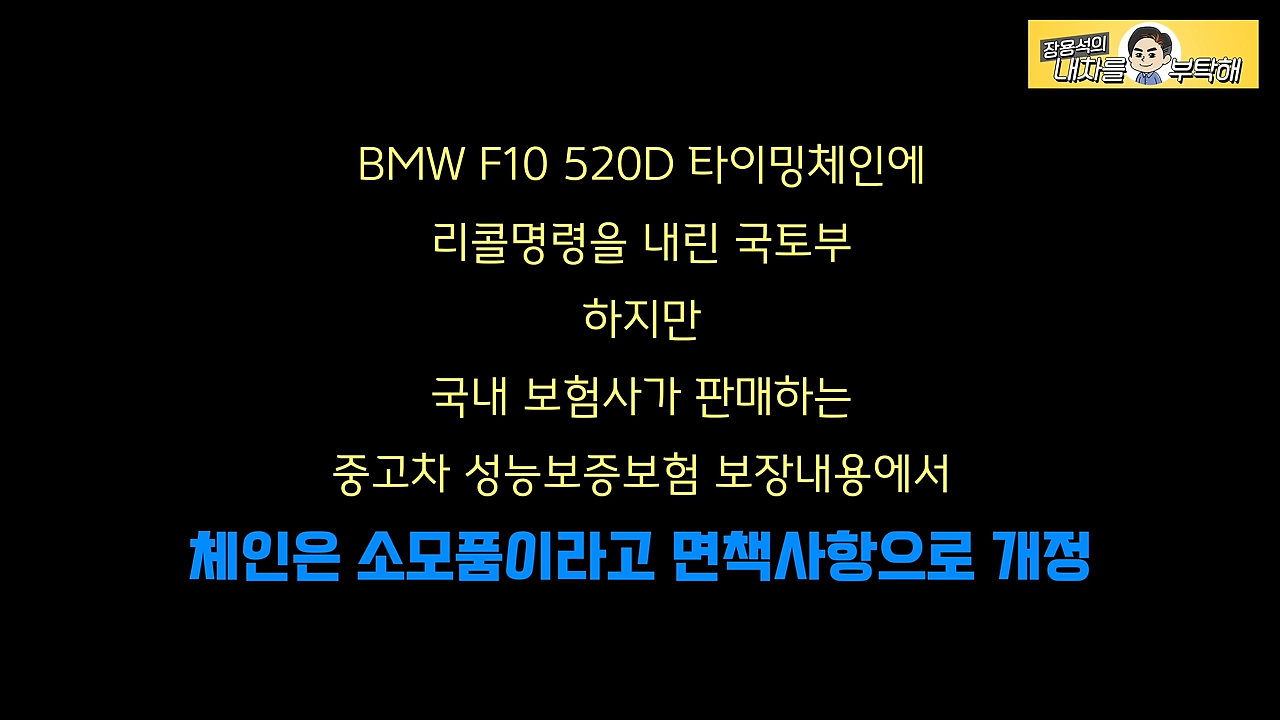 장용석의
내차를 부탁해
BMW F10 520D 타이밍체인에
리콜명령을 내린 국토부
하지만
국내 보험사가 판매하는
중고차 성능보증보험 보장내용에서
체인은 소모품이라고 면책사항으로 개정